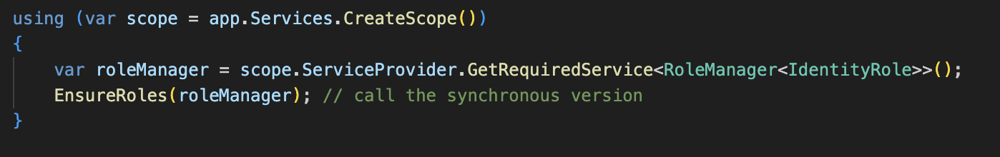 using (var scope = app.Services.CreateScope())
{
    var roleManager = scope.ServiceProvider.GetRequiredService<RoleManager<IdentityRole>>();
    EnsureRoles(roleManager); // call the synchronous version
}